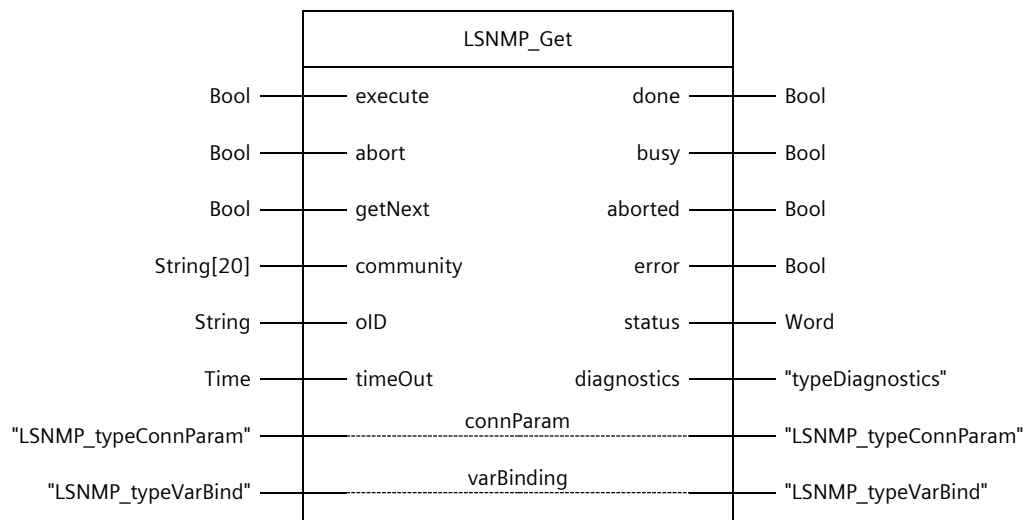 LSNMP_Get
Bool execute done Bool
Bool abort busy Bool
Bool getNext aborted Bool
String[20] community error Bool
String oID status Word
Time timeOut diagnostics "typeDiagnostics"
"LSNMP_typeConnParam" connParam "LSNMP_typeConnParam"
"LSNMP_typeVarBind" varBinding "LSNMP_typeVarBind"